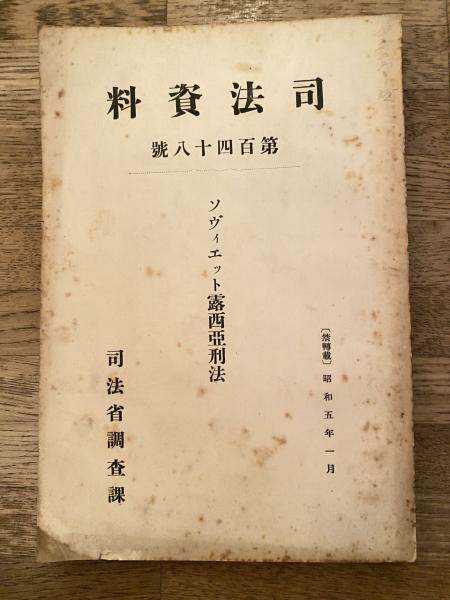 司法資料
第百四十八號
〔禁轉載〕昭和五年一月
ソヴィエット露西亞刑法
司法省調查課